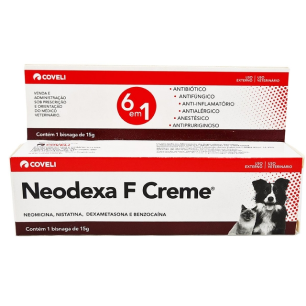 COVELI
USO EXTERNO
USO VETERINÁRIO
VENDA E
ADMINISTRAÇÃO
SOB PRESCRIÇÃO
E ORIENTAÇÃO
DO MÉDICO
VETERINÁRIO
6
em 1
• ANTIBIÓTICO
• ANTIFÚNGICO
• ANTI-INFLAMATÓRIO
• ANTIALÉRGICO
• ANESTÉSICO
• ANTIPRURIGINOSO
Contém 1 bisnaga de 15g
COVELI
USO EXTERNO
USO VETERINÁRIO
Neodexa F Creme®
NEOMICINA, NISTATINA, DEXAMETASONA E BENZOCAÍNA
Contém 1 bisnaga de 15g